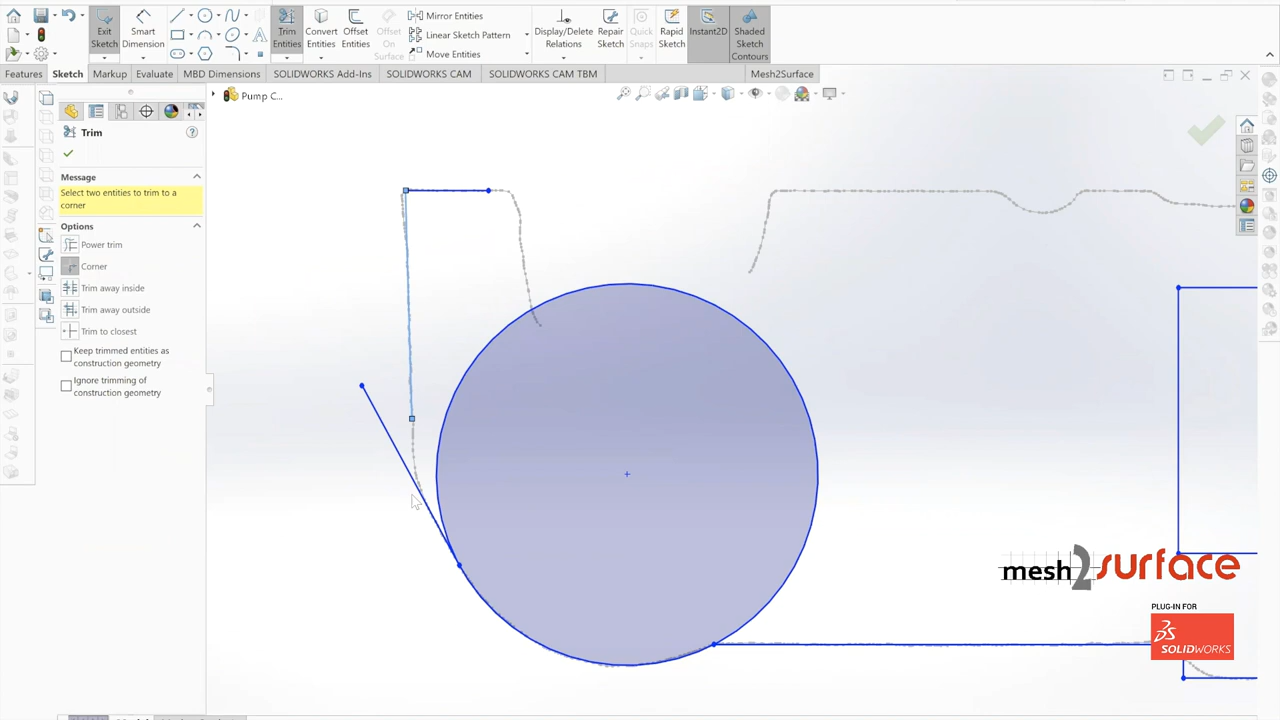 Exit Sketch
Smart Dimension
Trim Entities
Convert Entities
Offset Entities
Offset On Surface
Mirror Entities
Linear Sketch Pattern
Move Entities
Display/Delete Relations
Repair Sketch
Quick Snaps
Rapid Sketch
Instant2D
Shaded Sketch Contours
Features
Sketch
Markup
Evaluate
MBD Dimensions
SOLIDWORKS Add-Ins
SOLIDWORKS CAM
SOLIDWORKS CAM TBM
Mesh2Surface
Pump C...
Trim
Message
Select two entities to trim to a
corner
Options
Power trim
Corner
Trim away inside
Trim away outside
Trim to closest
Keep trimmed entities as
construction geometry
Ignore trimming of
construction geometry
mesh2surface
PLUG-IN FOR
SOLIDWORKS